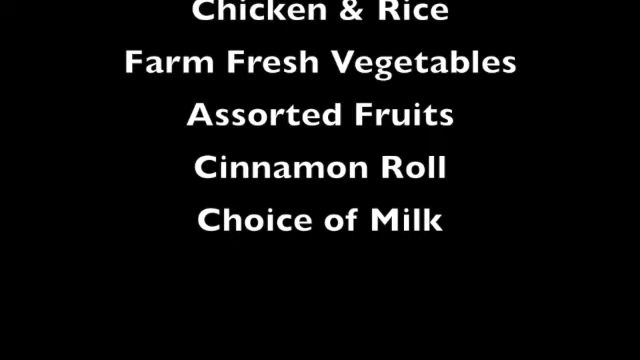 Chicken & Rice
Farm Fresh Vegetables
Assorted Fruits
Cinnamon Roll
Choice of Milk